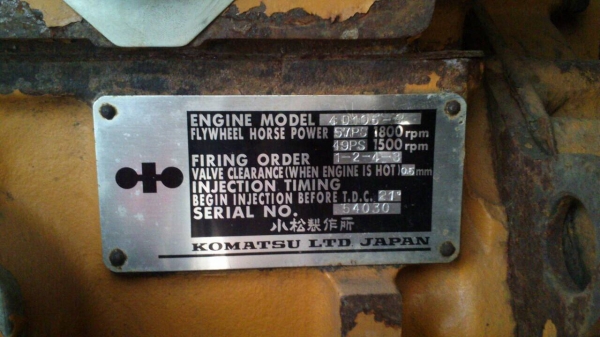 ENGINE MODEL
FLYWHEEL HORSE POWER 57PS 1800 rpm
49PS 1500 rpm
FIRING ORDER 1-2-4-3
VALVE CLEARANCE (WHEN ENGINE IS HOT) mm
INJECTION TIMING
BEGIN INJECTION BEFORE T.D.C. 21°
SERIAL NO. 54030
小松製作所
KOMATSU LTD JAPAN